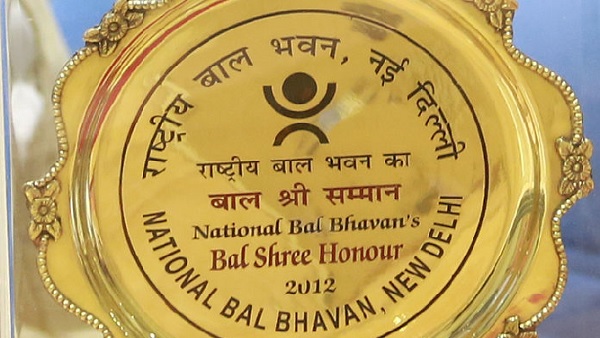 राष्ट्रीय बाल भवन, नई दिल्ली
राष्ट्रीय बाल भवन का
बाल श्री सम्मान
National Bal Bhavan's
Bal Shree Honour
2012
NATIONAL BAL BHAVAN, NEW DELHI